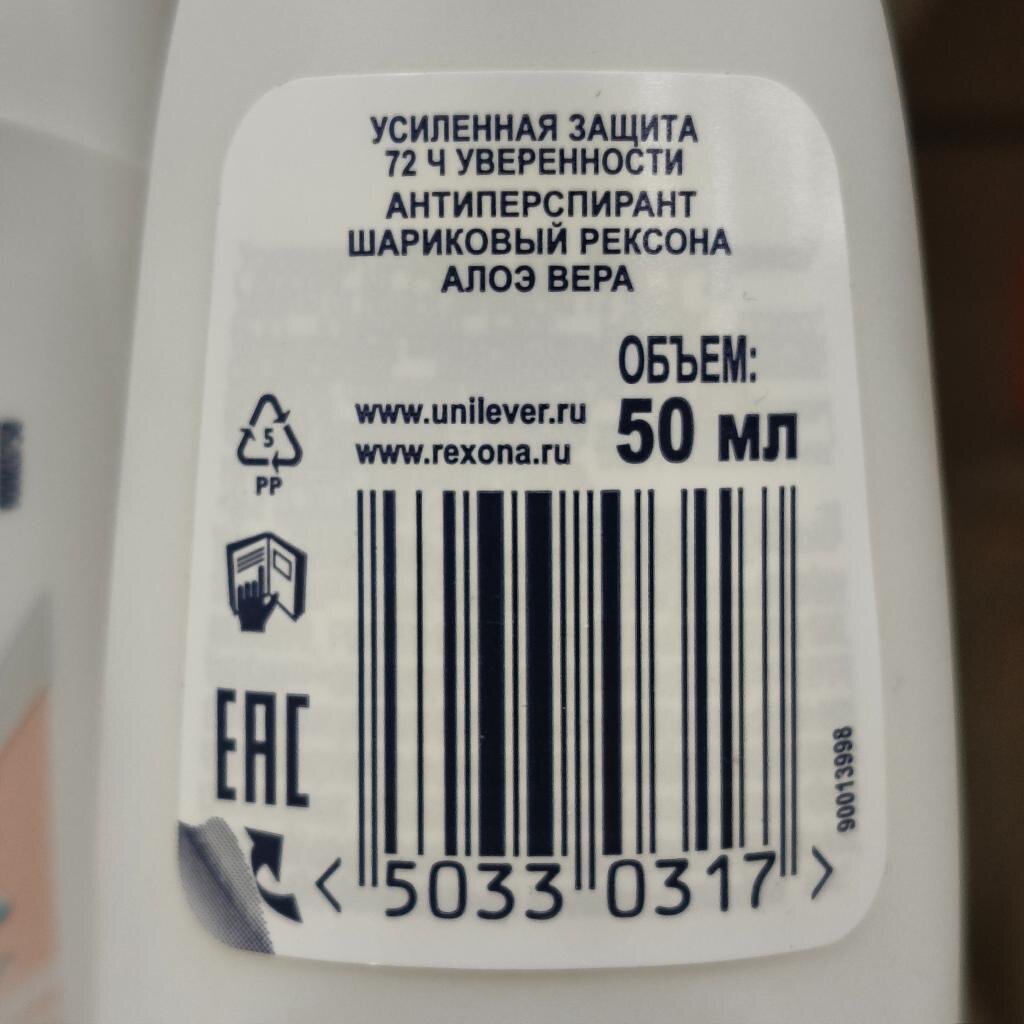 УСИЛЕННАЯ ЗАЩИТА
72 Ч УВЕРЕННОСТИ
АНТИПЕРСПИРАНТ
ШАРИКОВЫЙ РЕКСОНА
АЛОЭ ВЕРА
ОБЪЕМ:
50 мл
www.unilever.ru
www.rexona.ru
5
PP
EAC
90013998
<5033 0317>